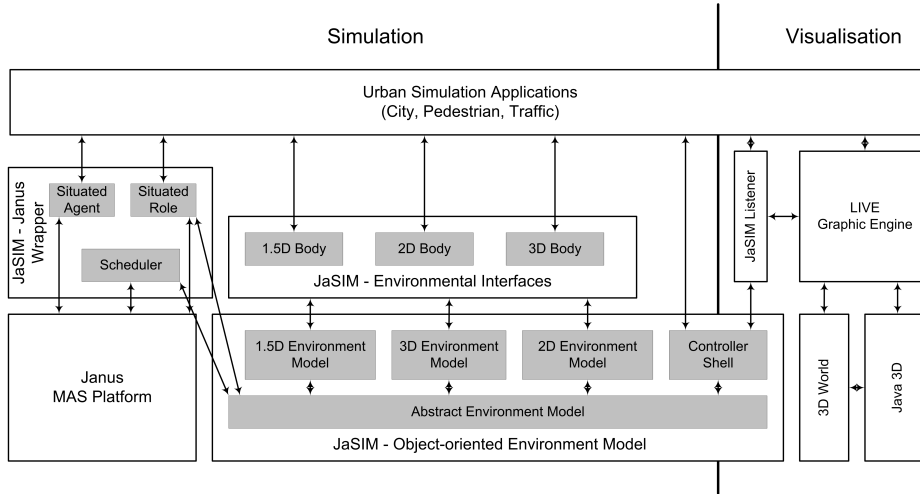 Simulation
Visualisation
Urban Simulation Applications
(City, Pedestrian, Traffic)
JaSIM - Janus
Wrapper
Situated
Agent
Situated
Role
Scheduler
1.5D Body
2D Body
3D Body
JaSIM - Environmental Interfaces
JaSIM Listener
LIVE
Graphic Engine
Janus
MAS Platform
1.5D Environment
Model
3D Environment
Model
2D Environment
Model
Controller
Shell
Abstract Environment Model
JaSIM - Object-oriented Environment Model
3D World
Java 3D